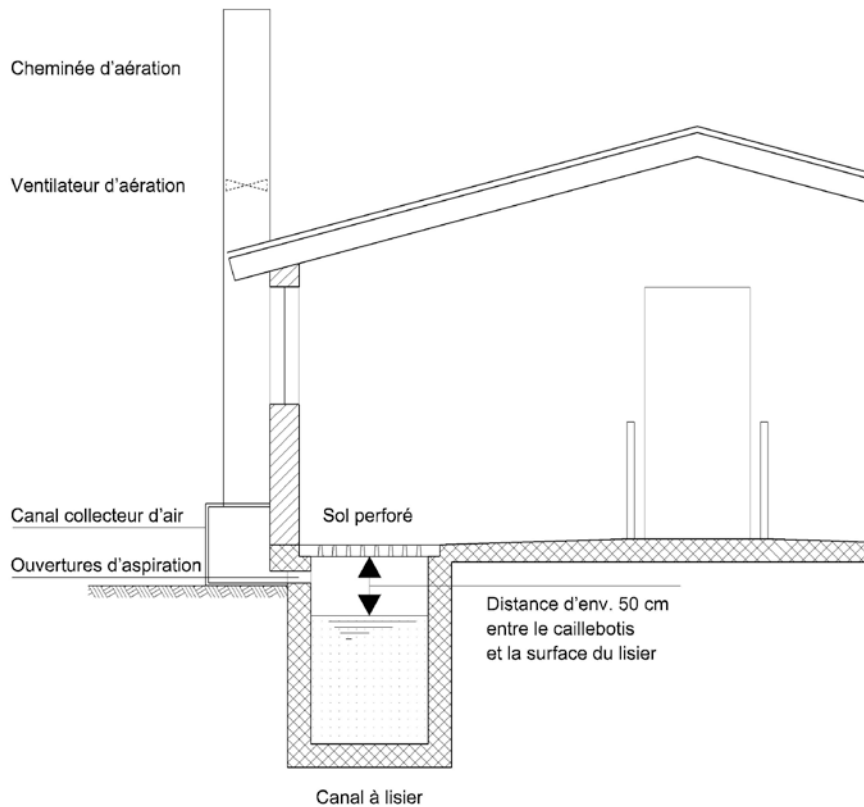 Cheminée d'aération
Ventilateur d'aération
Canal collecteur d'air
Sol perforé
Ouvertures d'aspiration
Distance d'env. 50 cm
entre le caillebotis
et la surface du lisier
Canal à lisier